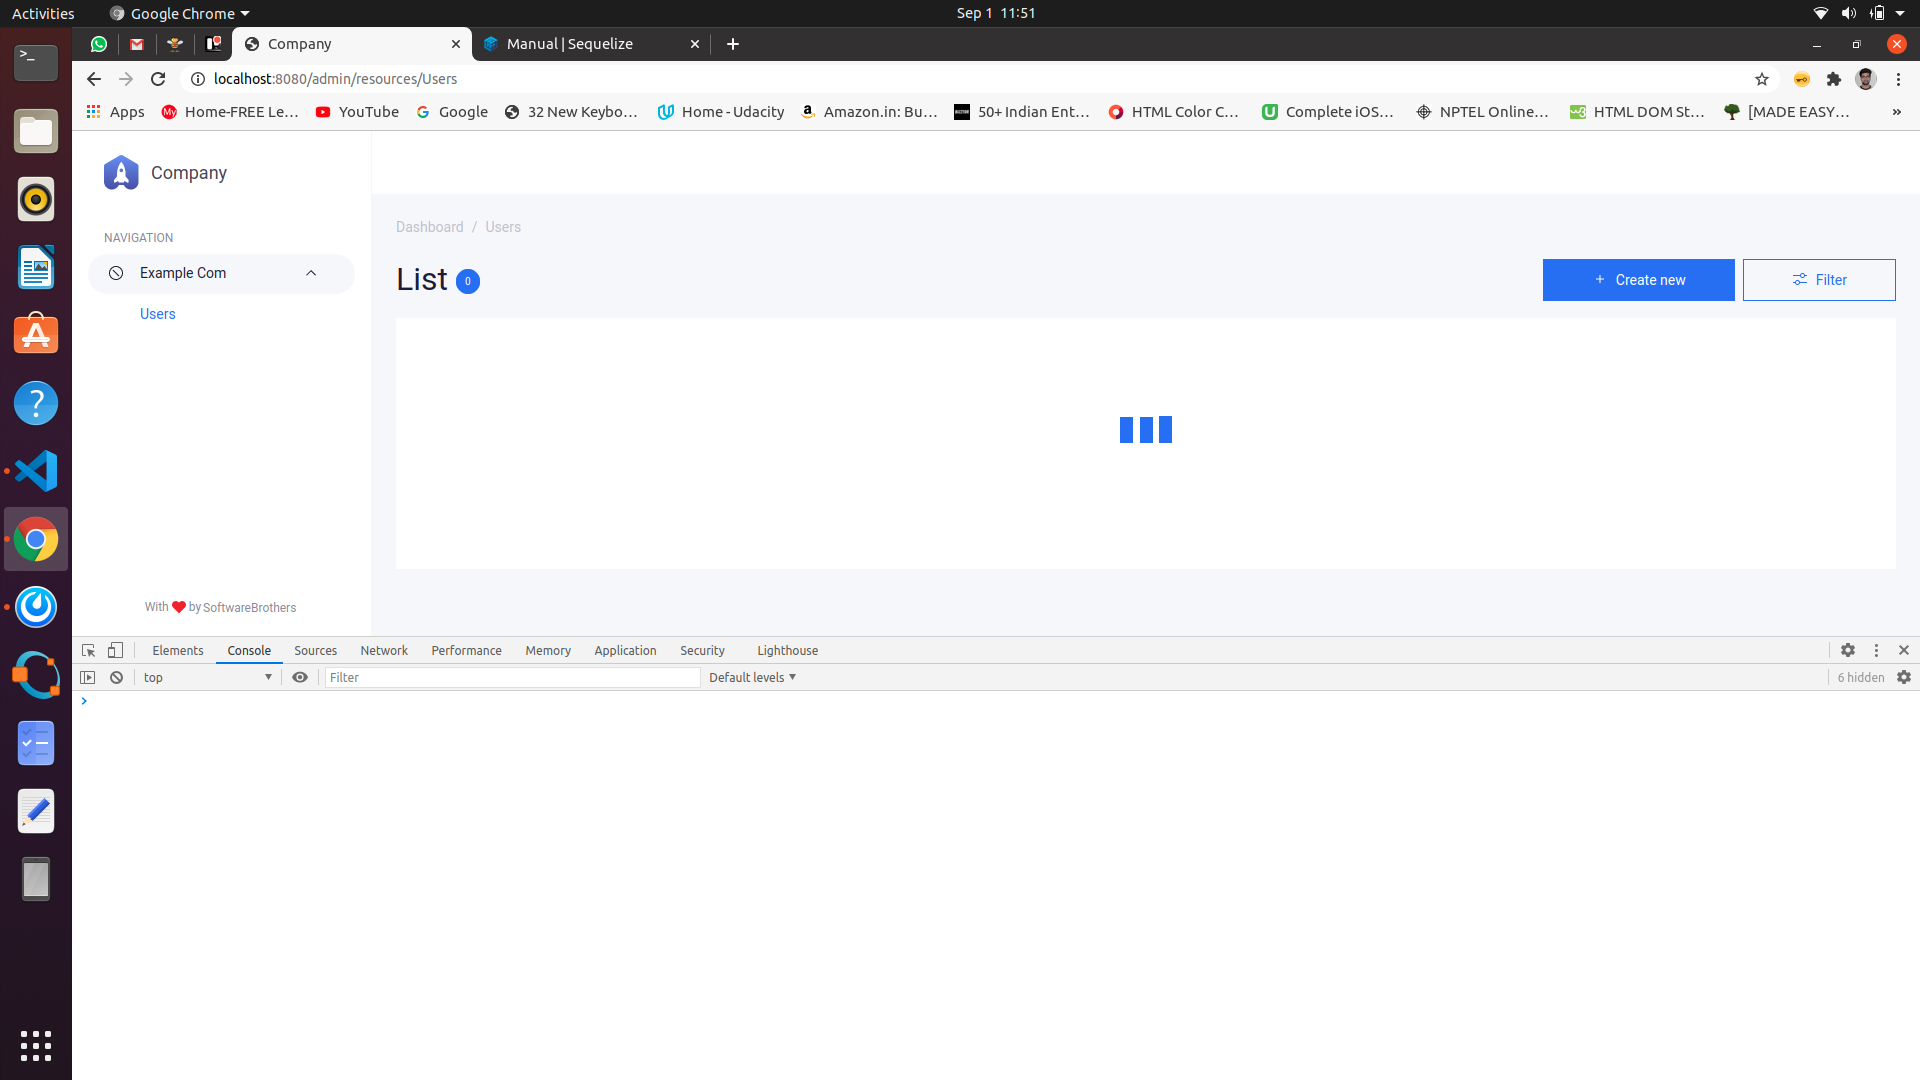 Activities
Google Chrome
Sep 1 11:51
Company
Manual | Sequelize
localhost:8080/admin/resources/Users
Apps
Home-FREE Le...
YouTube
Google
32 New Keybo...
Home - Udacity
Amazon.in: Bu...
50+ Indian Ent...
HTML Color C...
Complete iOS...
NPTEL Online...
HTML DOM St...
[MADE EASY...
»
Company
NAVIGATION
Example Com
Users
With ❤ by SoftwareBrothers
Dashboard / Users
List 0
+ Create new
Filter
Elements
Console
Sources
Network
Performance
Memory
Application
Security
Lighthouse
top
Filter
Default levels
6 hidden